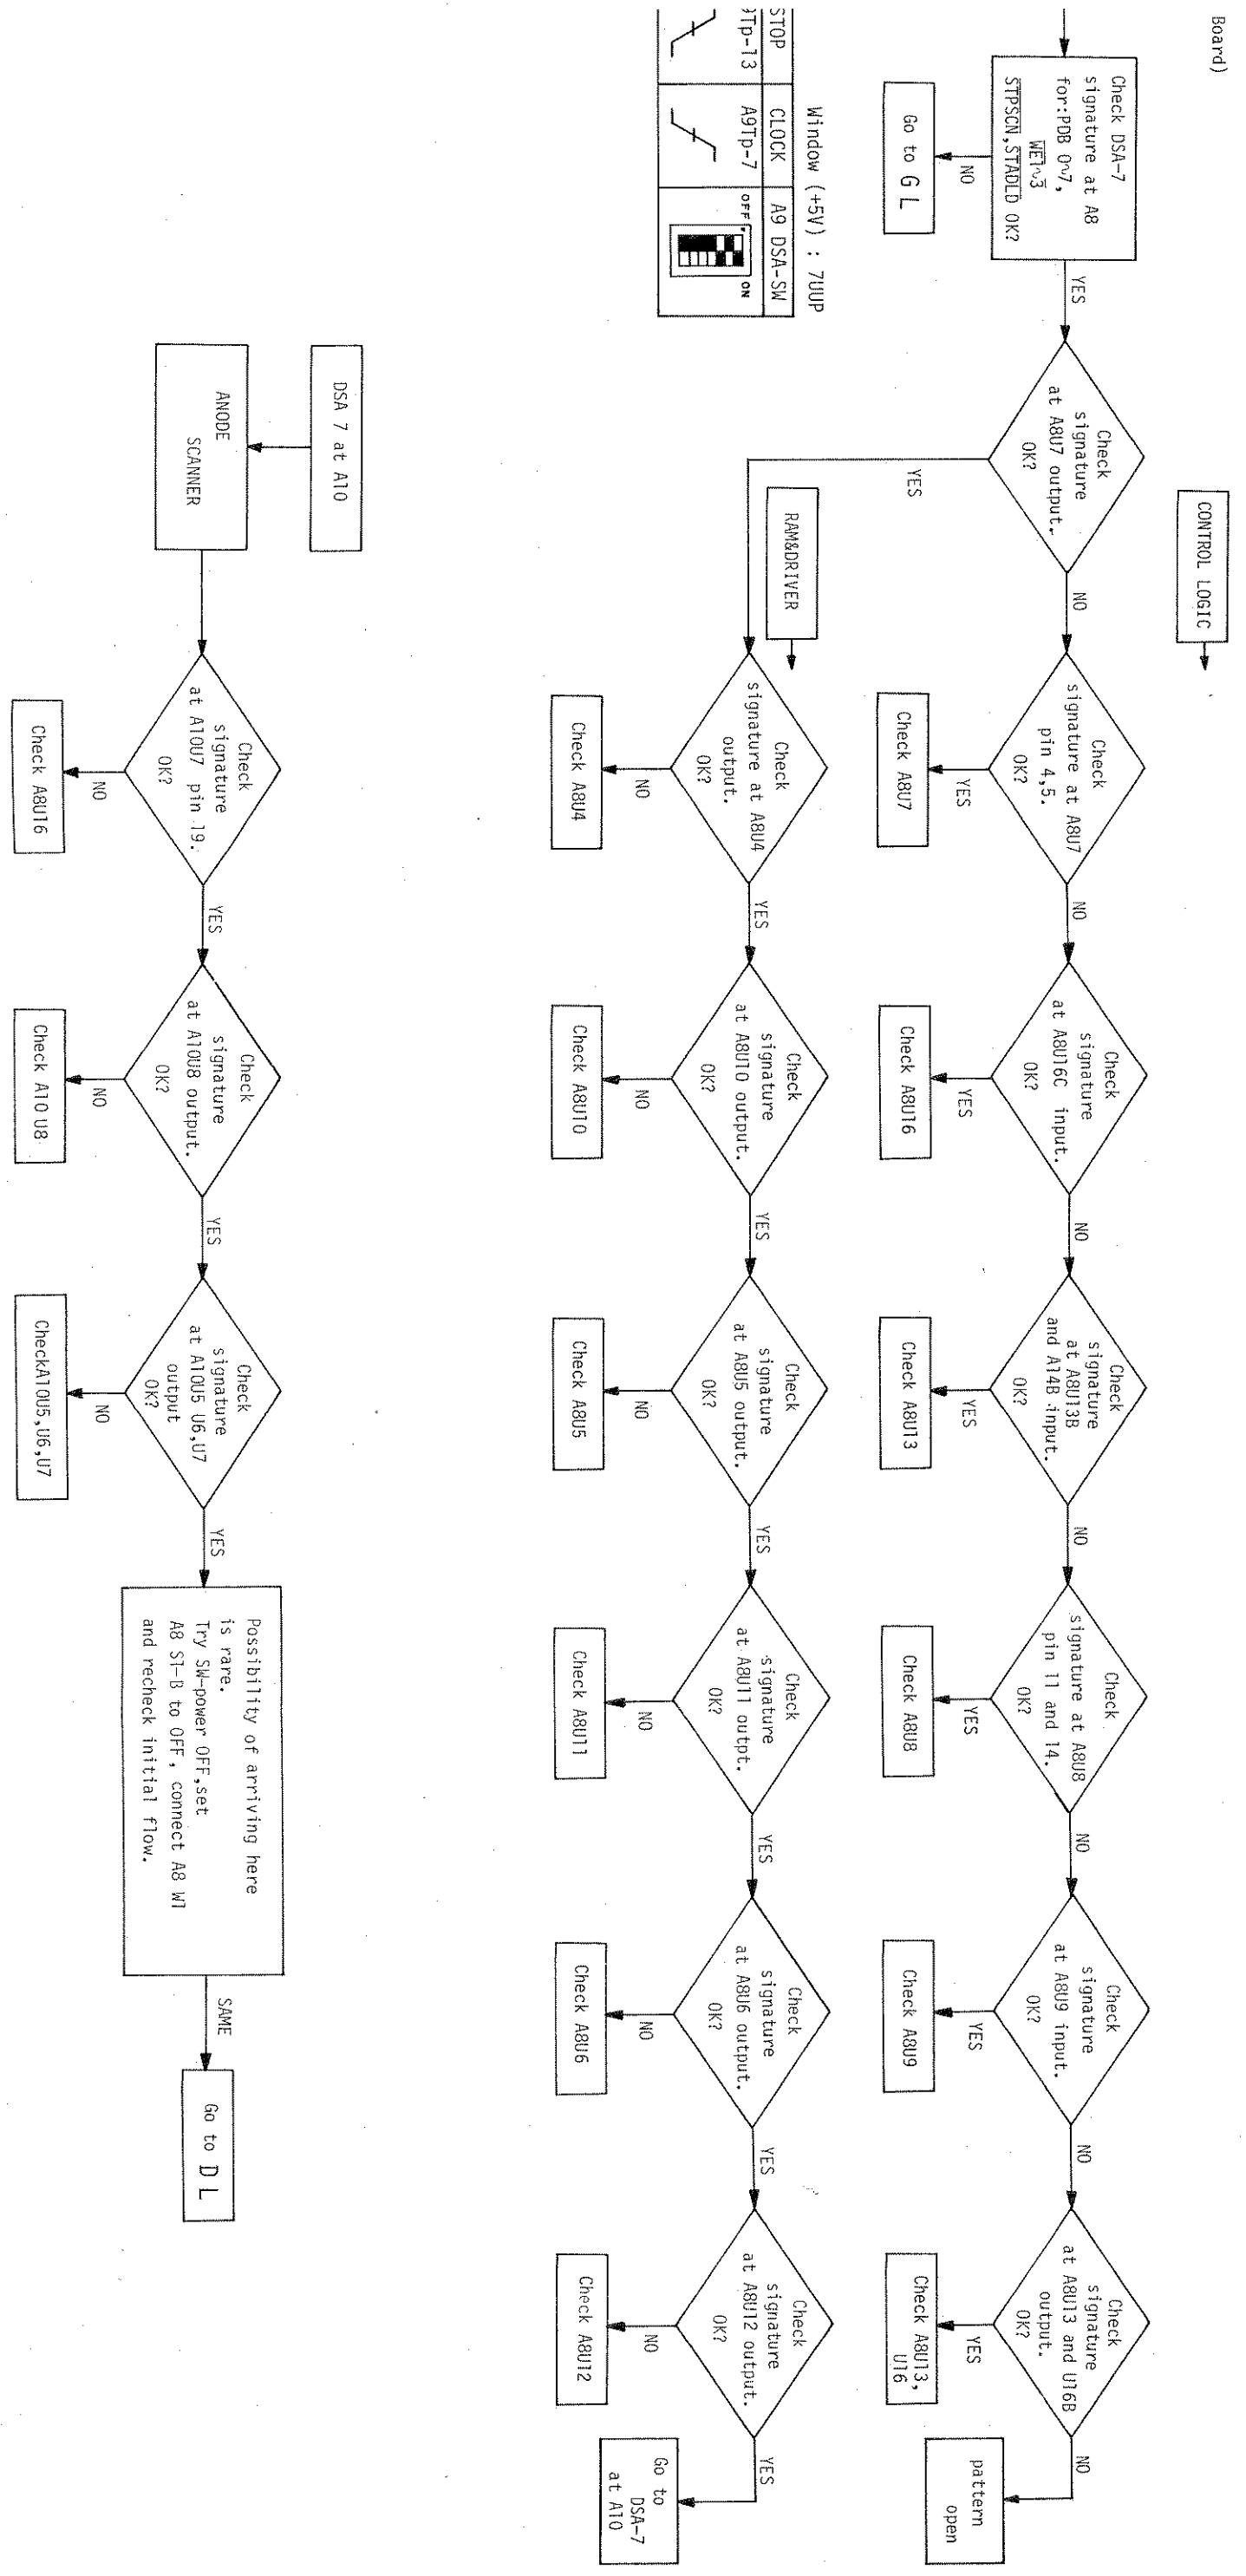 Board)
CONTROL LOGIC
Check DSA-7
signature at A8
for:PDB 0~7,
WE1~3
STPSCN,STADLD OK?
NO
Go to G L
YES
Check
signature
at A8U7 output.
OK?
NO
YES
Check
signature at A8U7
pin 4,5.
OK?
YES
Check A8U7
NO
Check
signature
at A8U16C input.
OK?
YES
Check A8U16
NO
Check
signature
at A8U13B
and A14B input.
OK?
YES
Check A8U13
NO
Check
signature at A8U8
pin 11 and 14.
OK?
YES
Check A8U8
NO
Check
signature
at A8U9 input.
OK?
YES
Check A8U9
NO
Check
signature
at A8U13 and U16B
output.
OK?
YES
Check A8U13,
U16
NO
pattern
open
Window (+5V) : 7UUP
STOP
CLOCK
A9 DSA-SW
9Tp-13
A9Tp-7
OFF
ON
RAM&DRIVER
Check
signature at A8U4
output.
OK?
NO
Check A8U4
YES
Check
signature
at A8U10 output.
OK?
NO
Check A8U10
YES
Check
signature
at A8U5 output.
OK?
NO
Check A8U5
YES
Check
signature
at A8U11 outpt.
OK?
NO
Check A8U11
YES
Check
signature
at A8U6 output.
OK?
NO
Check A8U6
YES
Check
signature
at A8U12 output.
OK?
NO
Check A8U12
YES
Go to
DSA-7
at A10
DSA 7 at A10
ANODE
SCANNER
Check
signature
at A10U7 pin 19.
OK?
NO
Check A8U16
YES
Check
signature
at A10U8 output.
OK?
NO
Check A10 U8
YES
Check
signature
at A10U5 U6,U7
output
OK?
NO
CheckA10U5,U6,U7
YES
Possibility of arriving here
is rare.
Try SW-power OFF,set
A8 S1-B to OFF, connect A8 W1
and recheck initial flow.
SAME
Go to D L